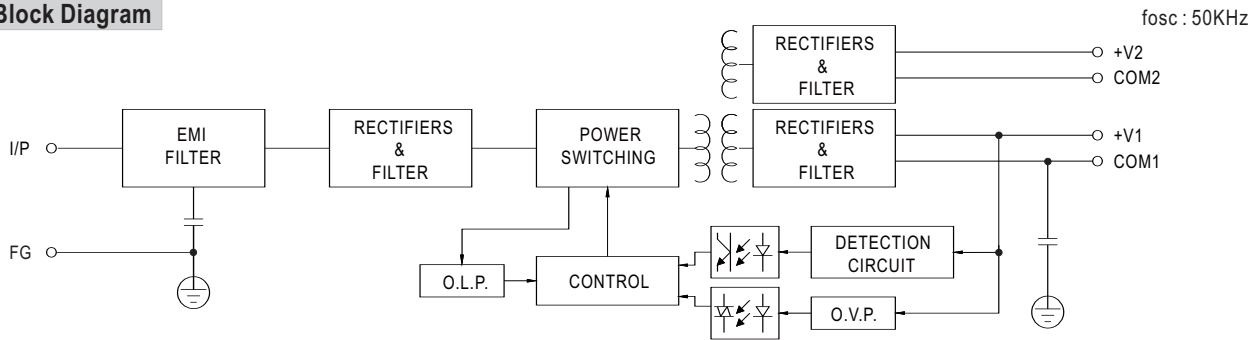 Block Diagram
fosc : 50KHz
RECTIFIERS
&
FILTER
+V2
COM2
I/P
EMI
FILTER
RECTIFIERS
&
FILTER
POWER
SWITCHING
RECTIFIERS
&
FILTER
+V1
COM1
FG
O.L.P.
CONTROL
DETECTION
CIRCUIT
O.V.P.